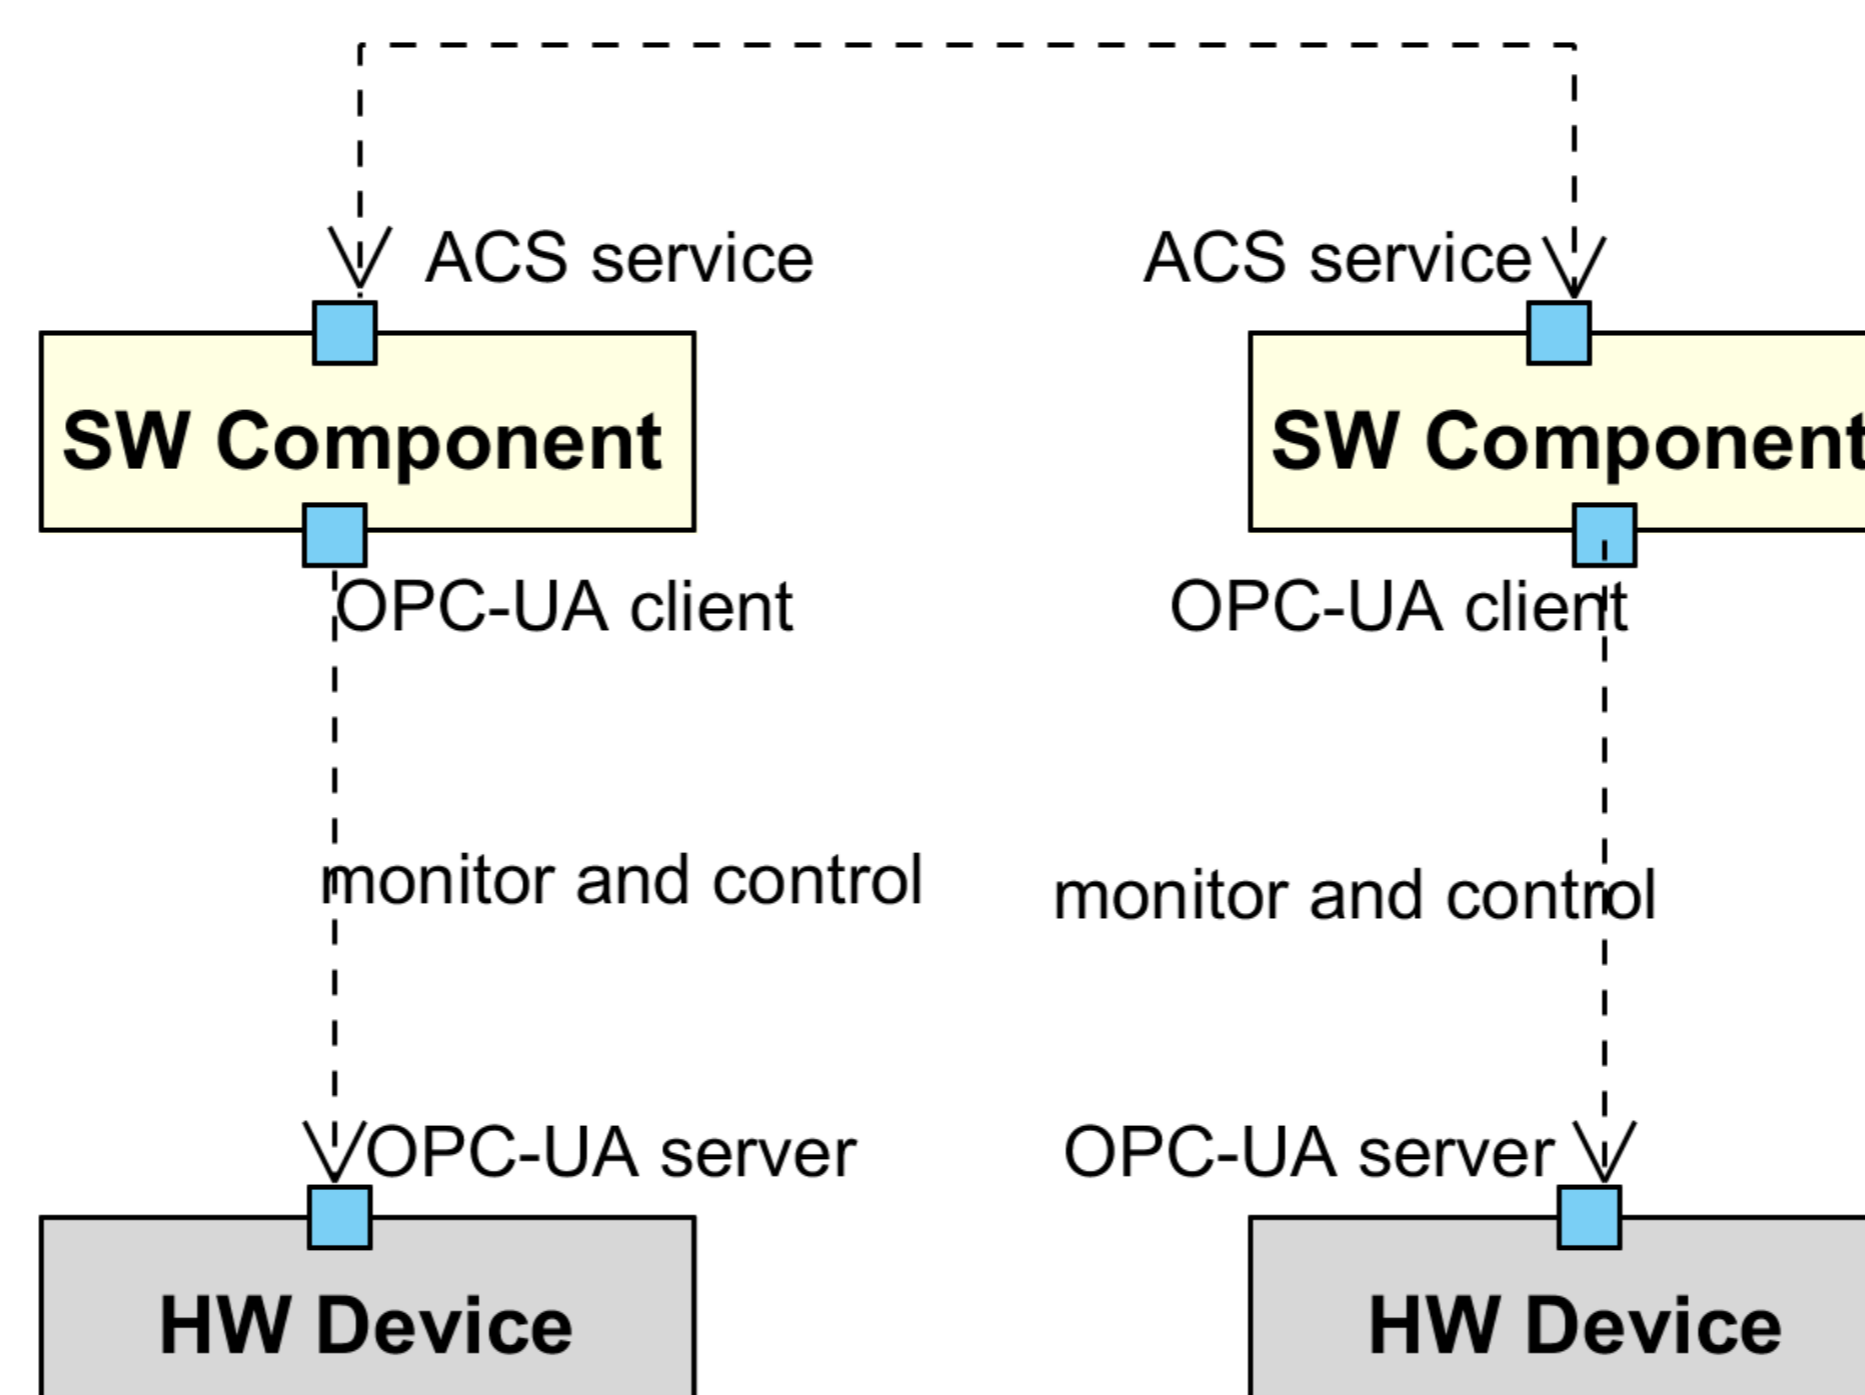 ACS service
ACS service
SW Component
SW Component
OPC-UA client
OPC-UA client
monitor and control
monitor and control
OPC-UA server
OPC-UA server
HW Device
HW Device